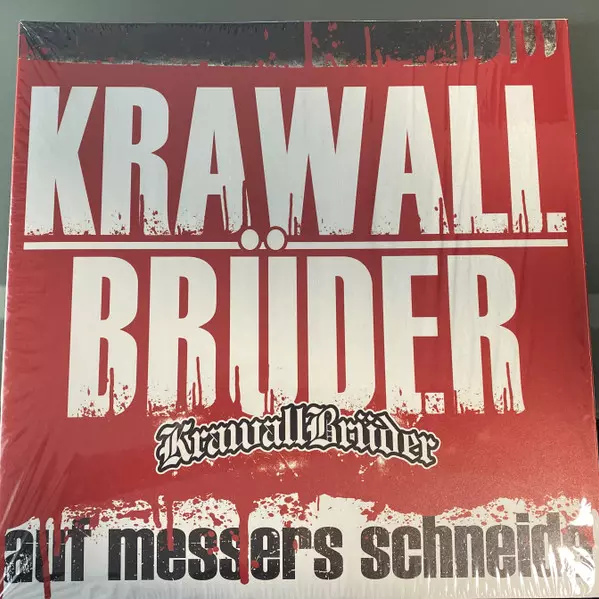 KRAWALL
BRÜDER
KrawallBrüder
auf messers schneide